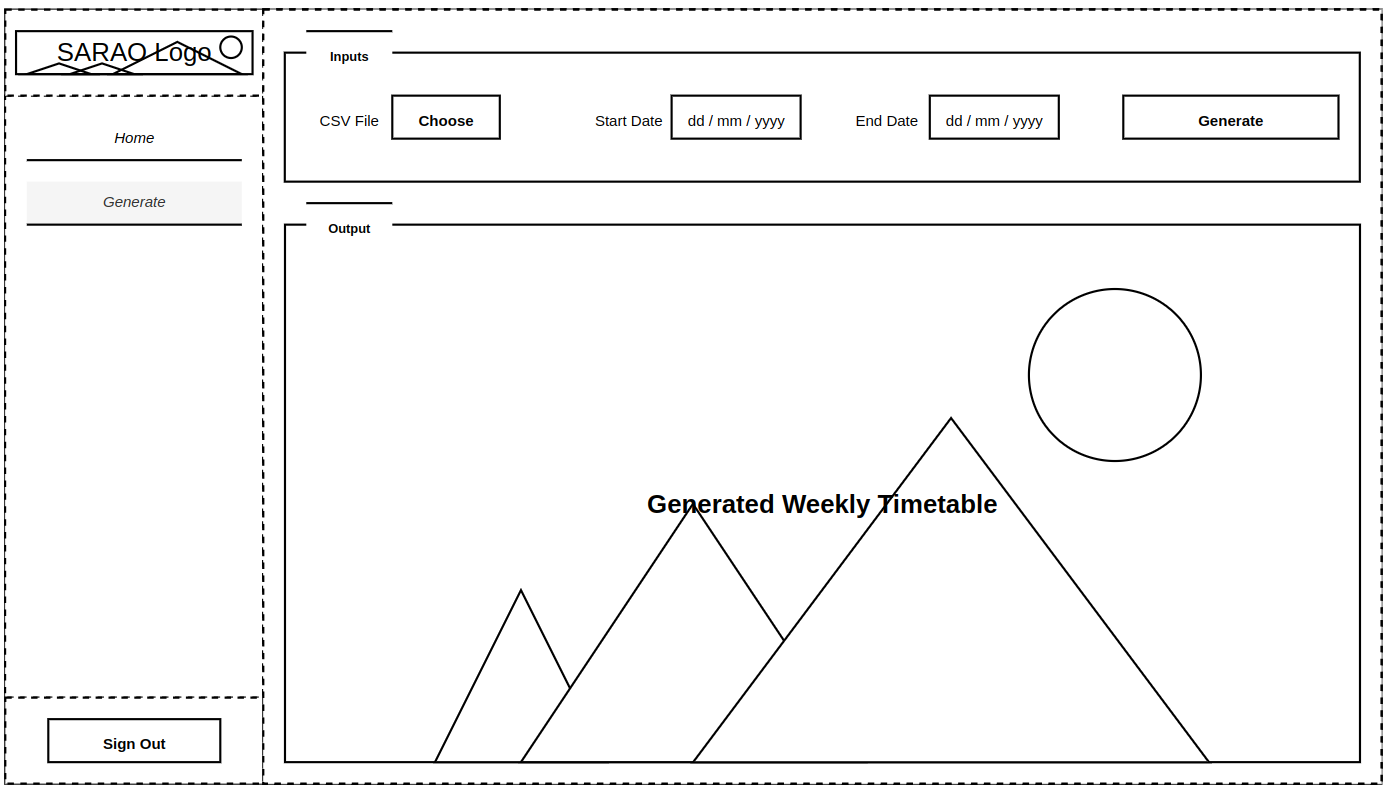 SARAO Logo
Home
Generate
Sign Out
Inputs
CSV File Choose Start Date dd / mm / yyyy End Date dd / mm / yyyy Generate
Output
Generated Weekly Timetable